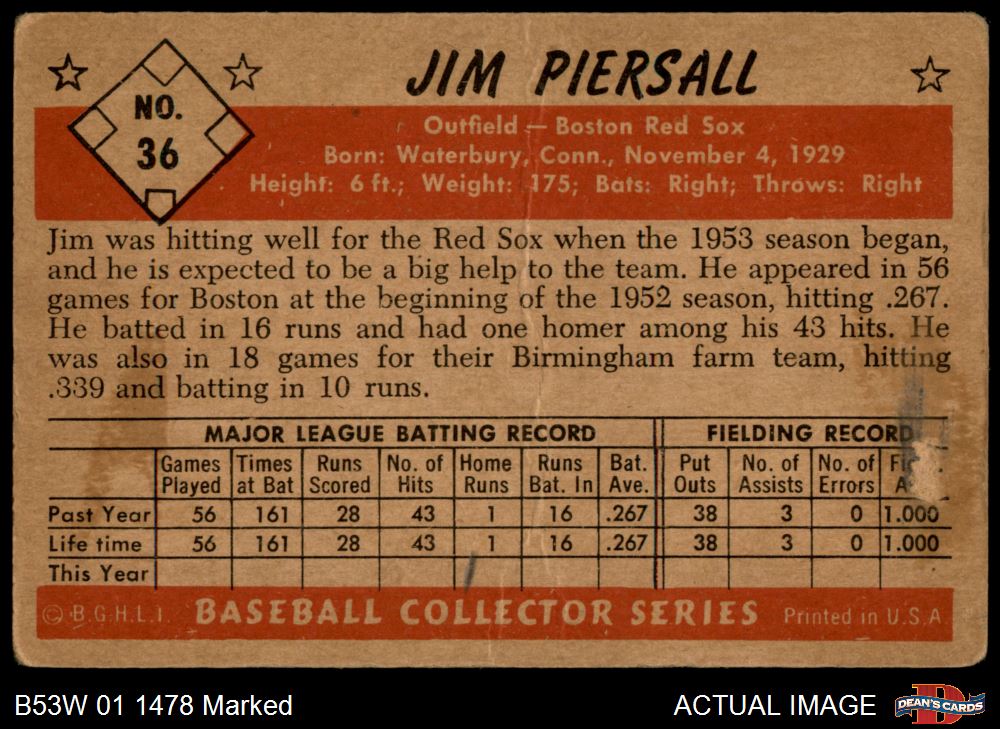 JIM PIERSALL
NO.
36
Outfield — Boston Red Sox
Born: Waterbury, Conn., November 4, 1929
Height: 6 ft.; Weight: 175; Bats: Right; Throws: Right
Jim was hitting well for the Red Sox when the 1953 season began,
and he is expected to be a big help to the team. He appeared in 56
games for Boston at the beginning of the 1952 season, hitting .267.
He batted in 16 runs and had one homer among his 43 hits. He
was also in 18 games for their Birmingham farm team, hitting
.339 and batting in 10 runs.
MAJOR LEAGUE BATTING RECORD FIELDING RECORD
Games Times Runs No. of Home Runs Bat. Put No. of No. of
Played at Bat Scored Hits Runs Bat. In Ave. Outs Assists Errors
Past Year 56 161 28 43 1 16 .267 38 3 0 1.000
Life time 56 161 28 43 1 16 .267 38 3 0 1.000
This Year
© B.G.H.L.I. BASEBALL COLLECTOR SERIES Printed in U.S.A
B53W 01 1478 Marked ACTUAL IMAGE DEAN'S CARDS